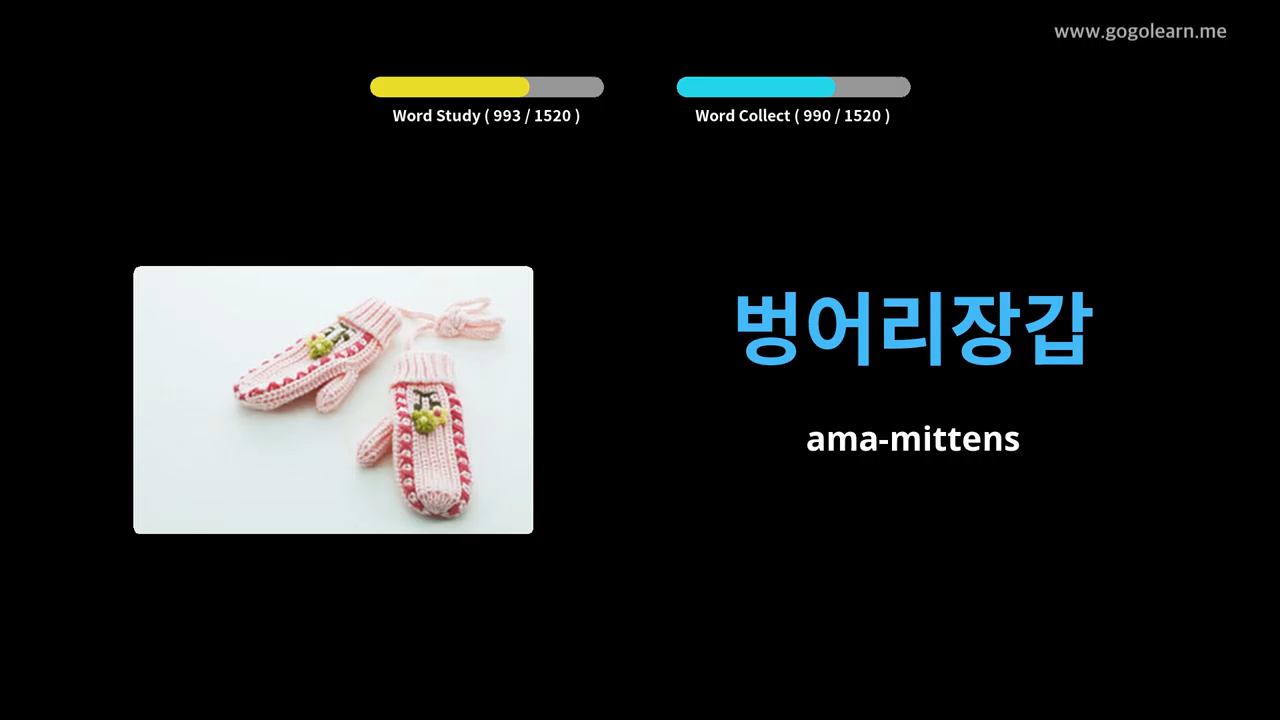 www.gogolearn.me
Word Study ( 993 / 1520 )
Word Collect ( 990 / 1520 )
벙어리장갑
ama-mittens